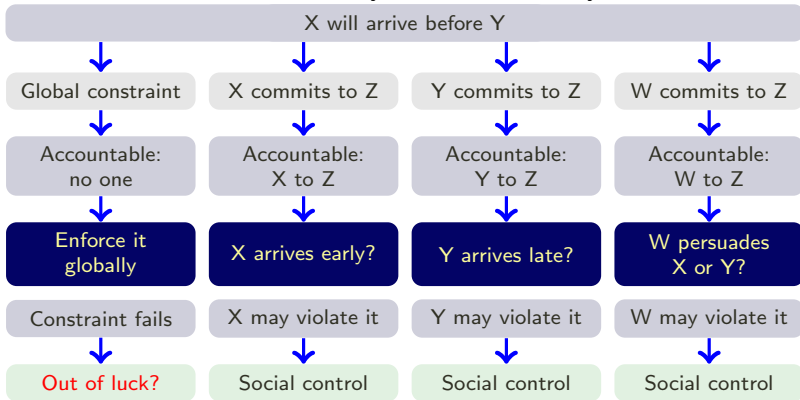 X will arrive before Y
Global constraint
X commits to Z
Y commits to Z
W commits to Z
Accountable:
no one
Accountable:
X to Z
Accountable:
Y to Z
Accountable:
W to Z
Enforce it
globally
X arrives early?
Y arrives late?
W persuades
X or Y?
Constraint fails
X may violate it
Y may violate it
W may violate it
Out of luck?
Social control
Social control
Social control